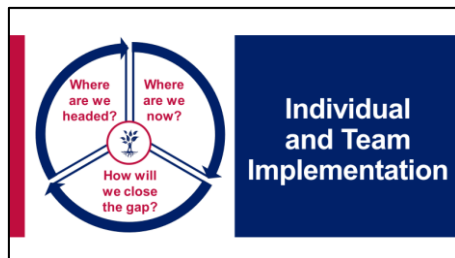 Where
are we
headed?
Where
are we
now?
How will
we close
the gap?
Individual
and Team
Implementation